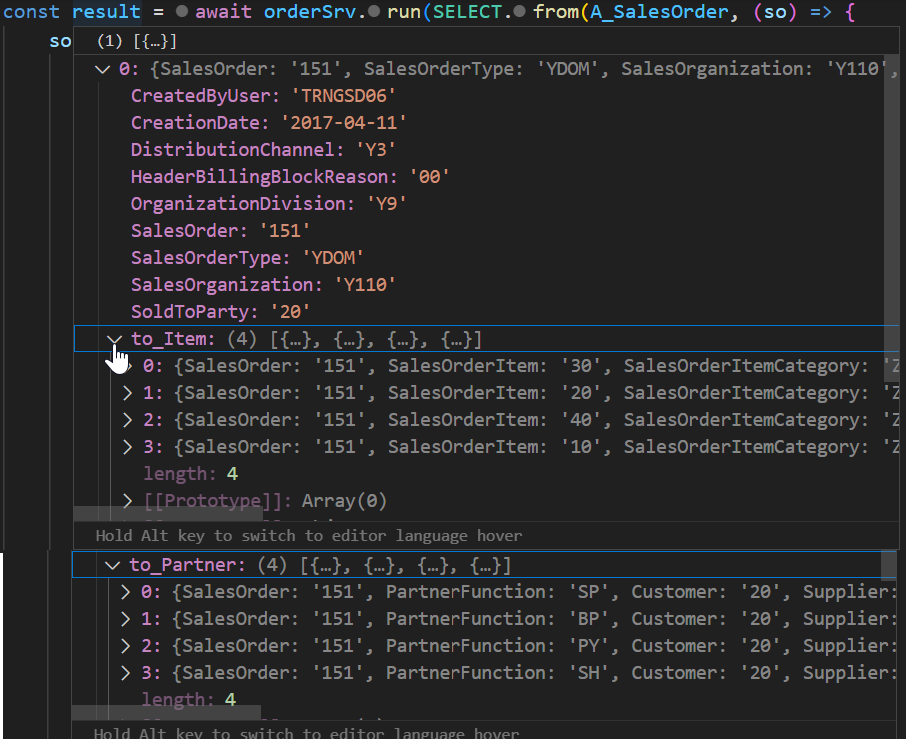 const result = await orderSrv. run(SELECT. from(A_SalesOrder, (so) => {
so
(1) [{…}]
0: {SalesOrder: '151', SalesOrderType: 'YDOM', SalesOrganization: 'Y110',
CreatedByUser: 'TRNGSD06'
CreationDate: '2017-04-11'
DistributionChannel: 'Y3'
HeaderBillingBlockReason: '00'
OrganizationDivision: 'Y9'
SalesOrder: '151'
SalesOrderType: 'YDOM'
SalesOrganization: 'Y110'
SoldToParty: '20'
to_Item: (4) [{…}, {…}, {…}, {…}]
0: {SalesOrder: '151', SalesOrderItem: '30', SalesOrderItemCategory: 'Z
1: {SalesOrder: '151', SalesOrderItem: '20', SalesOrderItemCategory: 'Z
2: {SalesOrder: '151', SalesOrderItem: '40', SalesOrderItemCategory: 'Z
3: {SalesOrder: '151', SalesOrderItem: '10', SalesOrderItemCategory: 'Z
length: 4
[[Prototype]]: Array(0)
Hold Alt key to switch to editor language hover
to_Partner: (4) [{…}, {…}, {…}, {…}]
0: {SalesOrder: '151', PartnerFunction: 'SP', Customer: '20', Supplier:
1: {SalesOrder: '151', PartnerFunction: 'BP', Customer: '20', Supplier:
2: {SalesOrder: '151', PartnerFunction: 'PY', Customer: '20', Supplier:
3: {SalesOrder: '151', PartnerFunction: 'SH', Customer: '20', Supplier:
length: 4
Hold Alt key to switch to editor language hover